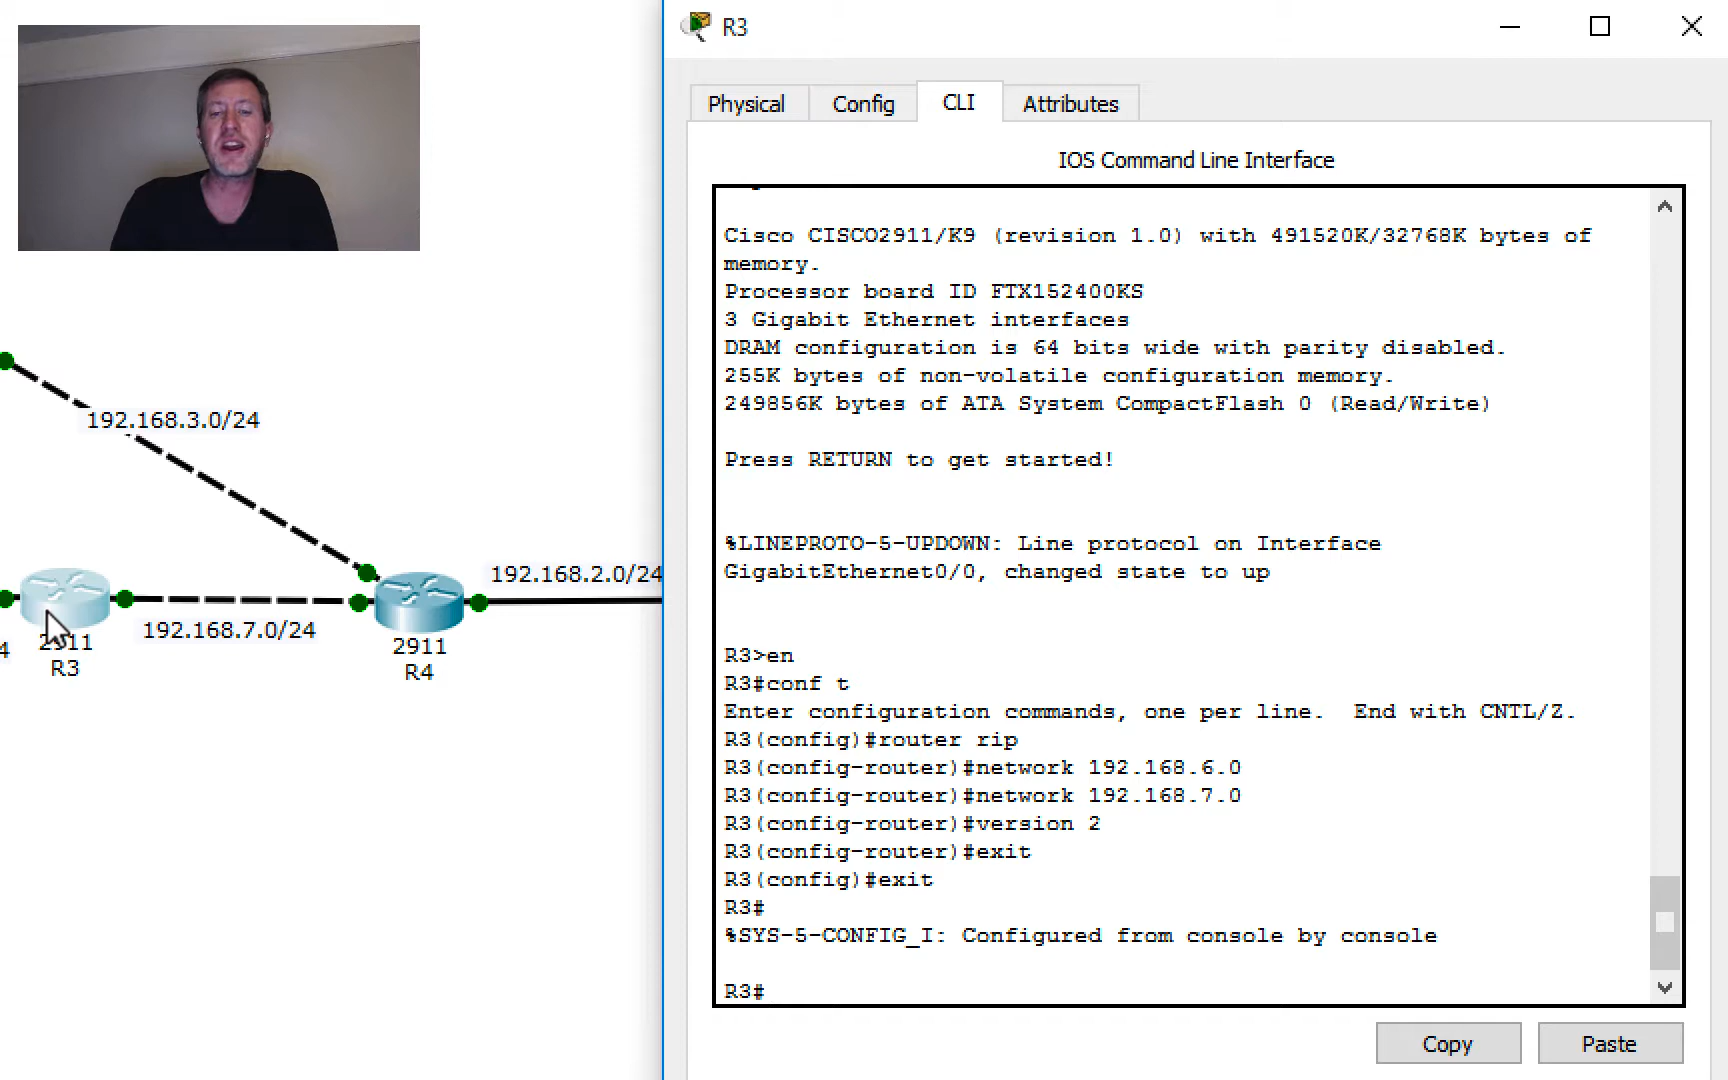 R3
Physical
Config
CLI
Attributes
IOS Command Line Interface
Cisco CISCO2911/K9 (revision 1.0) with 491520K/32768K bytes of
memory.
Processor board ID FTX152400KS
3 Gigabit Ethernet interfaces
DRAM configuration is 64 bits wide with parity disabled.
255K bytes of non-volatile configuration memory.
249856K bytes of ATA System CompactFlash 0 (Read/Write)
Press RETURN to get started!
%LINEPROTO-5-UPDOWN: Line protocol on Interface
GigabitEthernet0/0, changed state to up
R3>en
R3#conf t
Enter configuration commands, one per line.  End with CNTL/Z.
R3(config)#router rip
R3(config-router)#network 192.168.6.0
R3(config-router)#network 192.168.7.0
R3(config-router)#version 2
R3(config-router)#exit
R3(config)#exit
R3#
%SYS-5-CONFIG_I: Configured from console by console
R3#
Copy
Paste
192.168.3.0/24
192.168.2.0/24
192.168.7.0/24
4
2911
R3
2911
R4